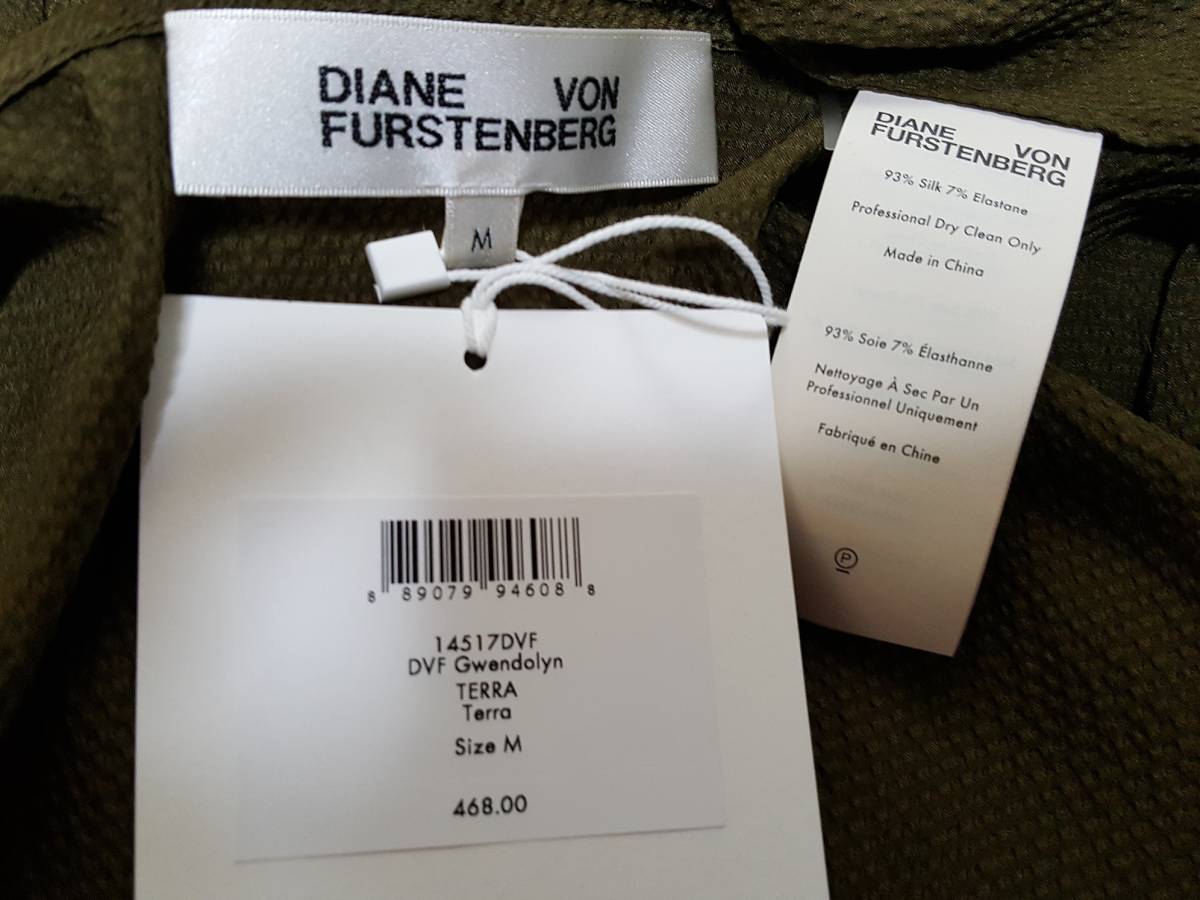 DIANE VON
FURSTENBERG
M
DIANE VON
FURSTENBERG
93% Silk 7% Elastane
Professional Dry Clean Only
Made in China
93% Soie 7% Élasthanne
Nettoyage À Sec Par Un
Professionnel Uniquement
Fabriqué en Chine
P
8 89079 94608 8
14517DVF
DVF Gwendolyn
TERRA
Terra
Size M
468.00